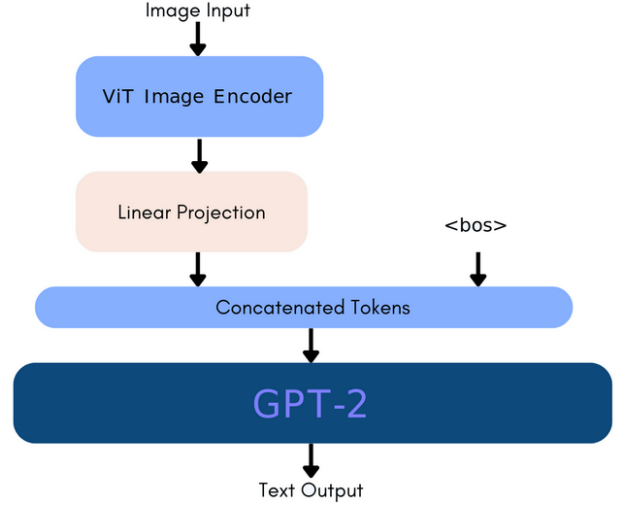 Image Input
ViT Image Encoder
Linear Projection
<bos>
Concatenated Tokens
GPT-2
Text Output